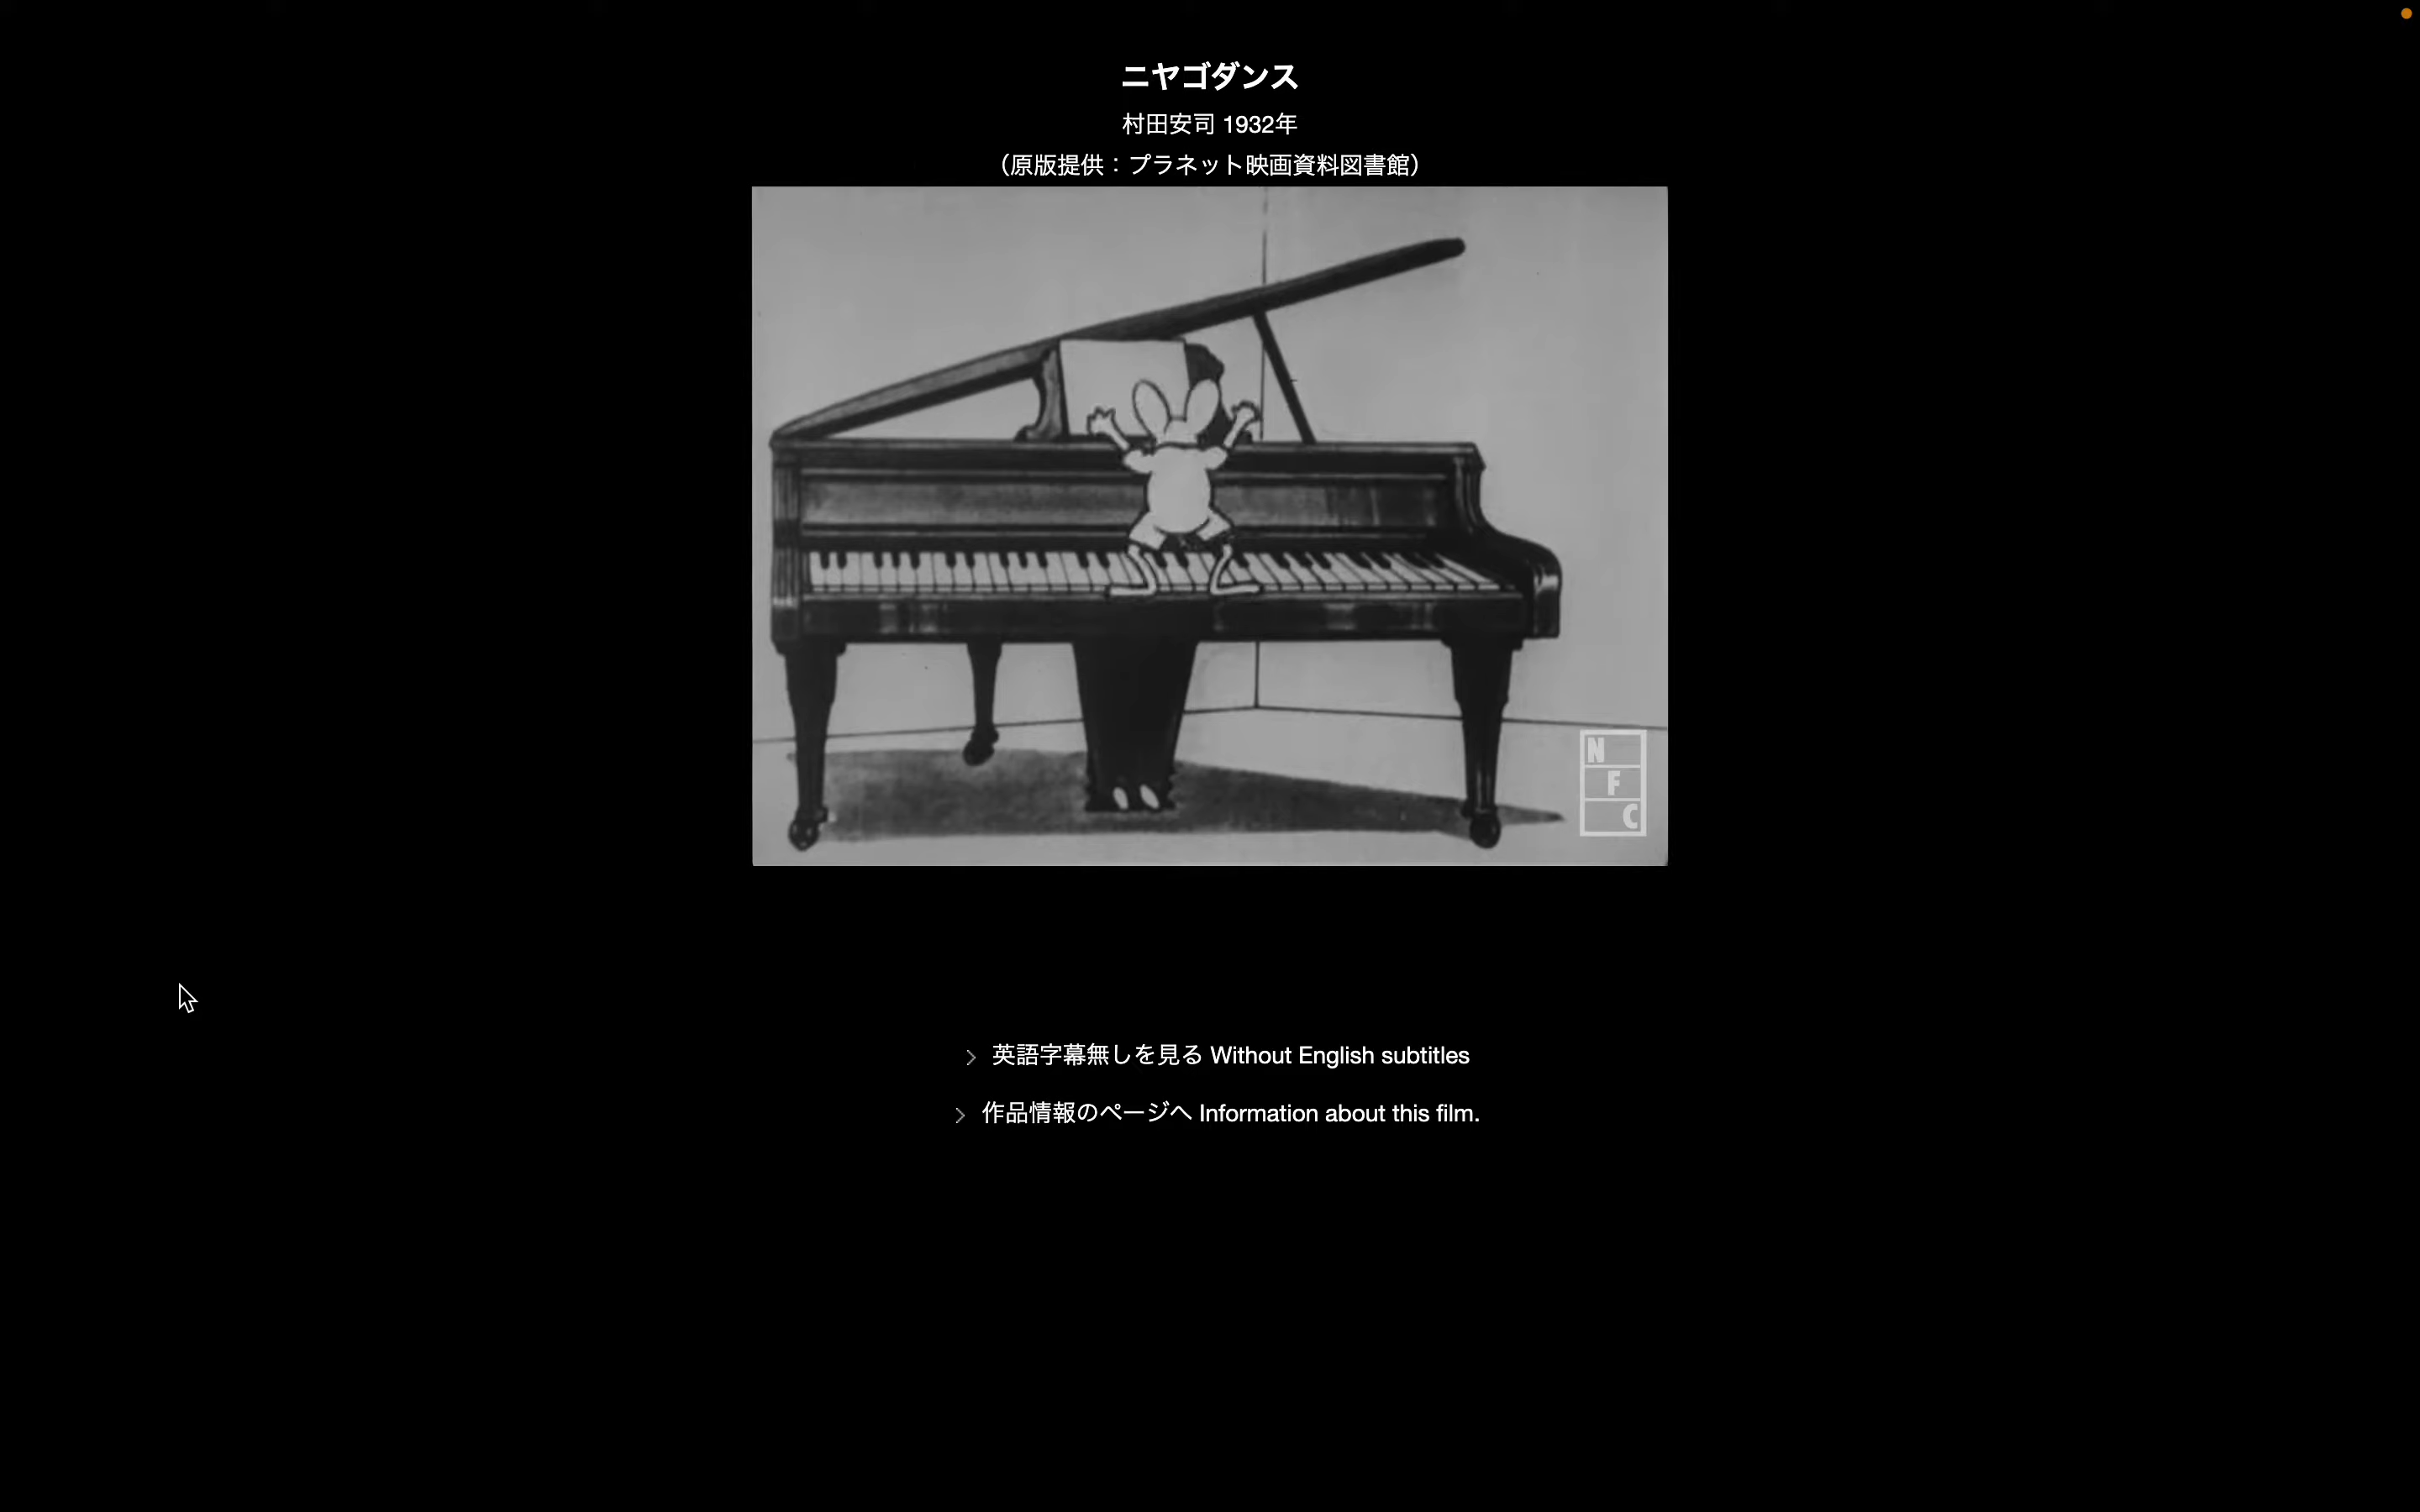 ニヤゴダンス
村田安司 1932年
（原版提供：プラネット映画資料図書館）
N
F
C
英語字幕無しを見る Without English subtitles
作品情報のページへ Information about this film.